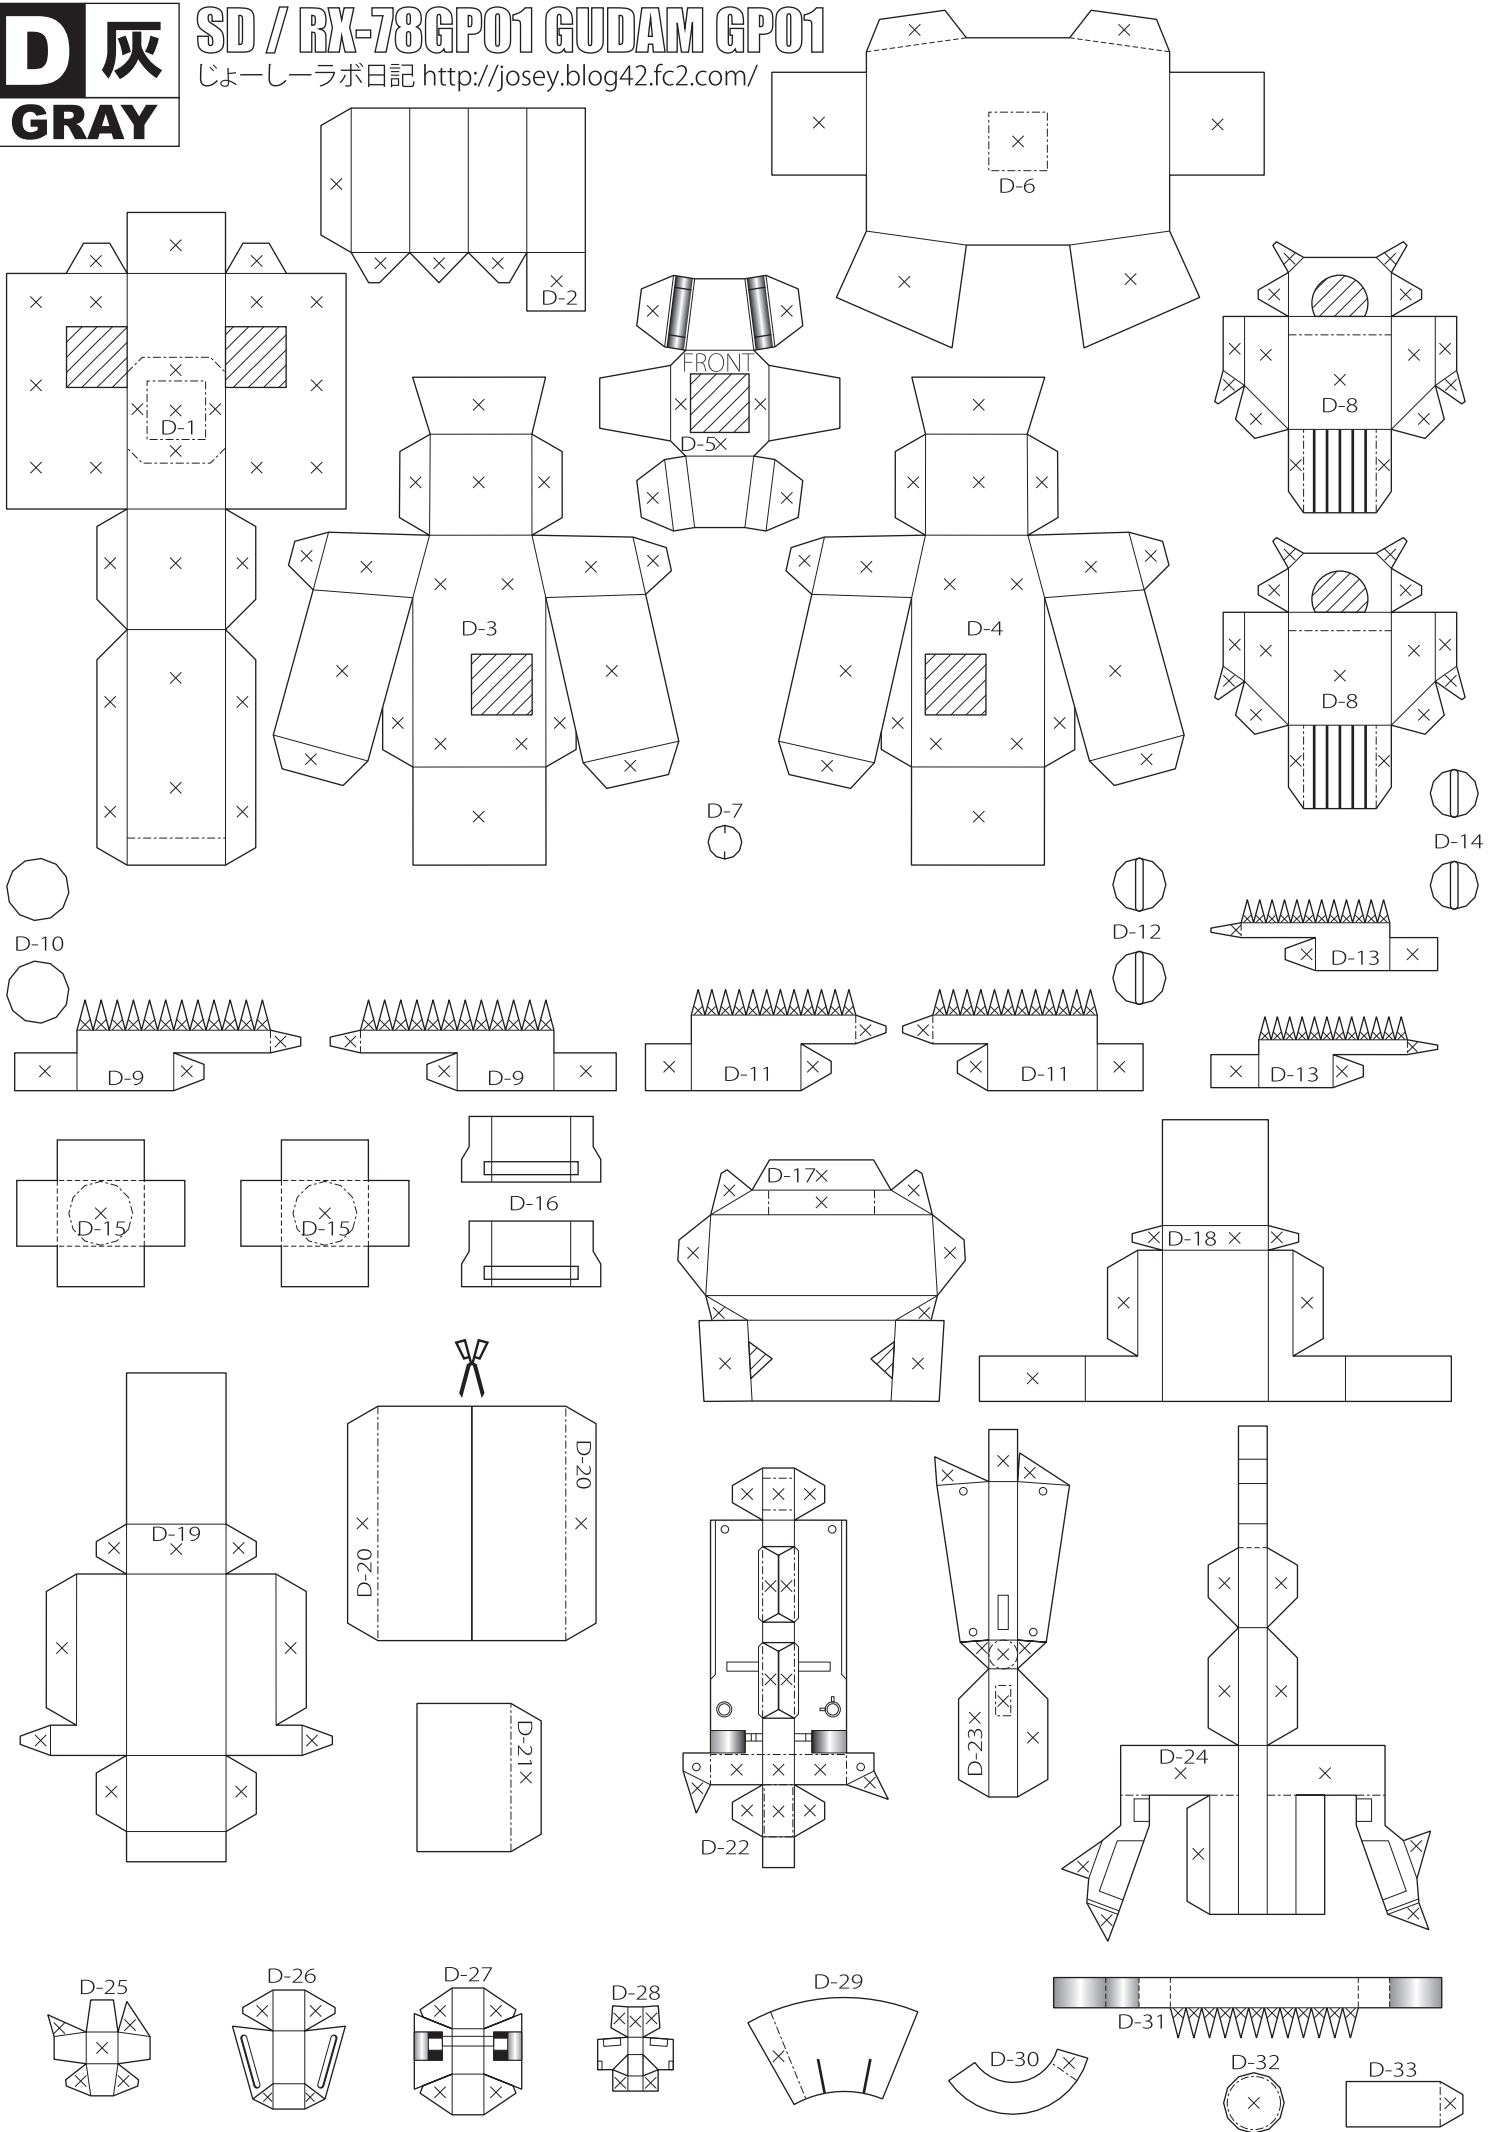 D 灰
GRAY
SD / RX-78GP01 GUDAM GP01
じょーしーラボ日記 http://josey.blog42.fc2.com/
D-6
D-2
D-1
FRONT
D-5
D-8
D-3
D-4
D-8
D-7
D-14
D-10
D-12
D-13
D-9
D-9
D-11
D-11
D-13
D-15
D-15
D-16
D-17
D-18
D-19
D-20
D-20
D-21
D-22
D-23
D-24
D-25
D-26
D-27
D-28
D-29
D-30
D-31
D-32
D-33